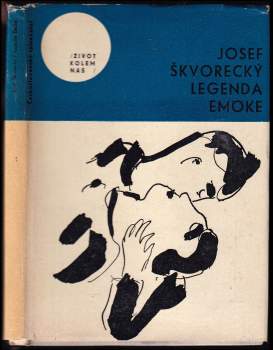 /ŽIVOT
KOLEM
NÁS /
JOSEF
ŠKVORECKÝ
LEGENDA
EMÖKE